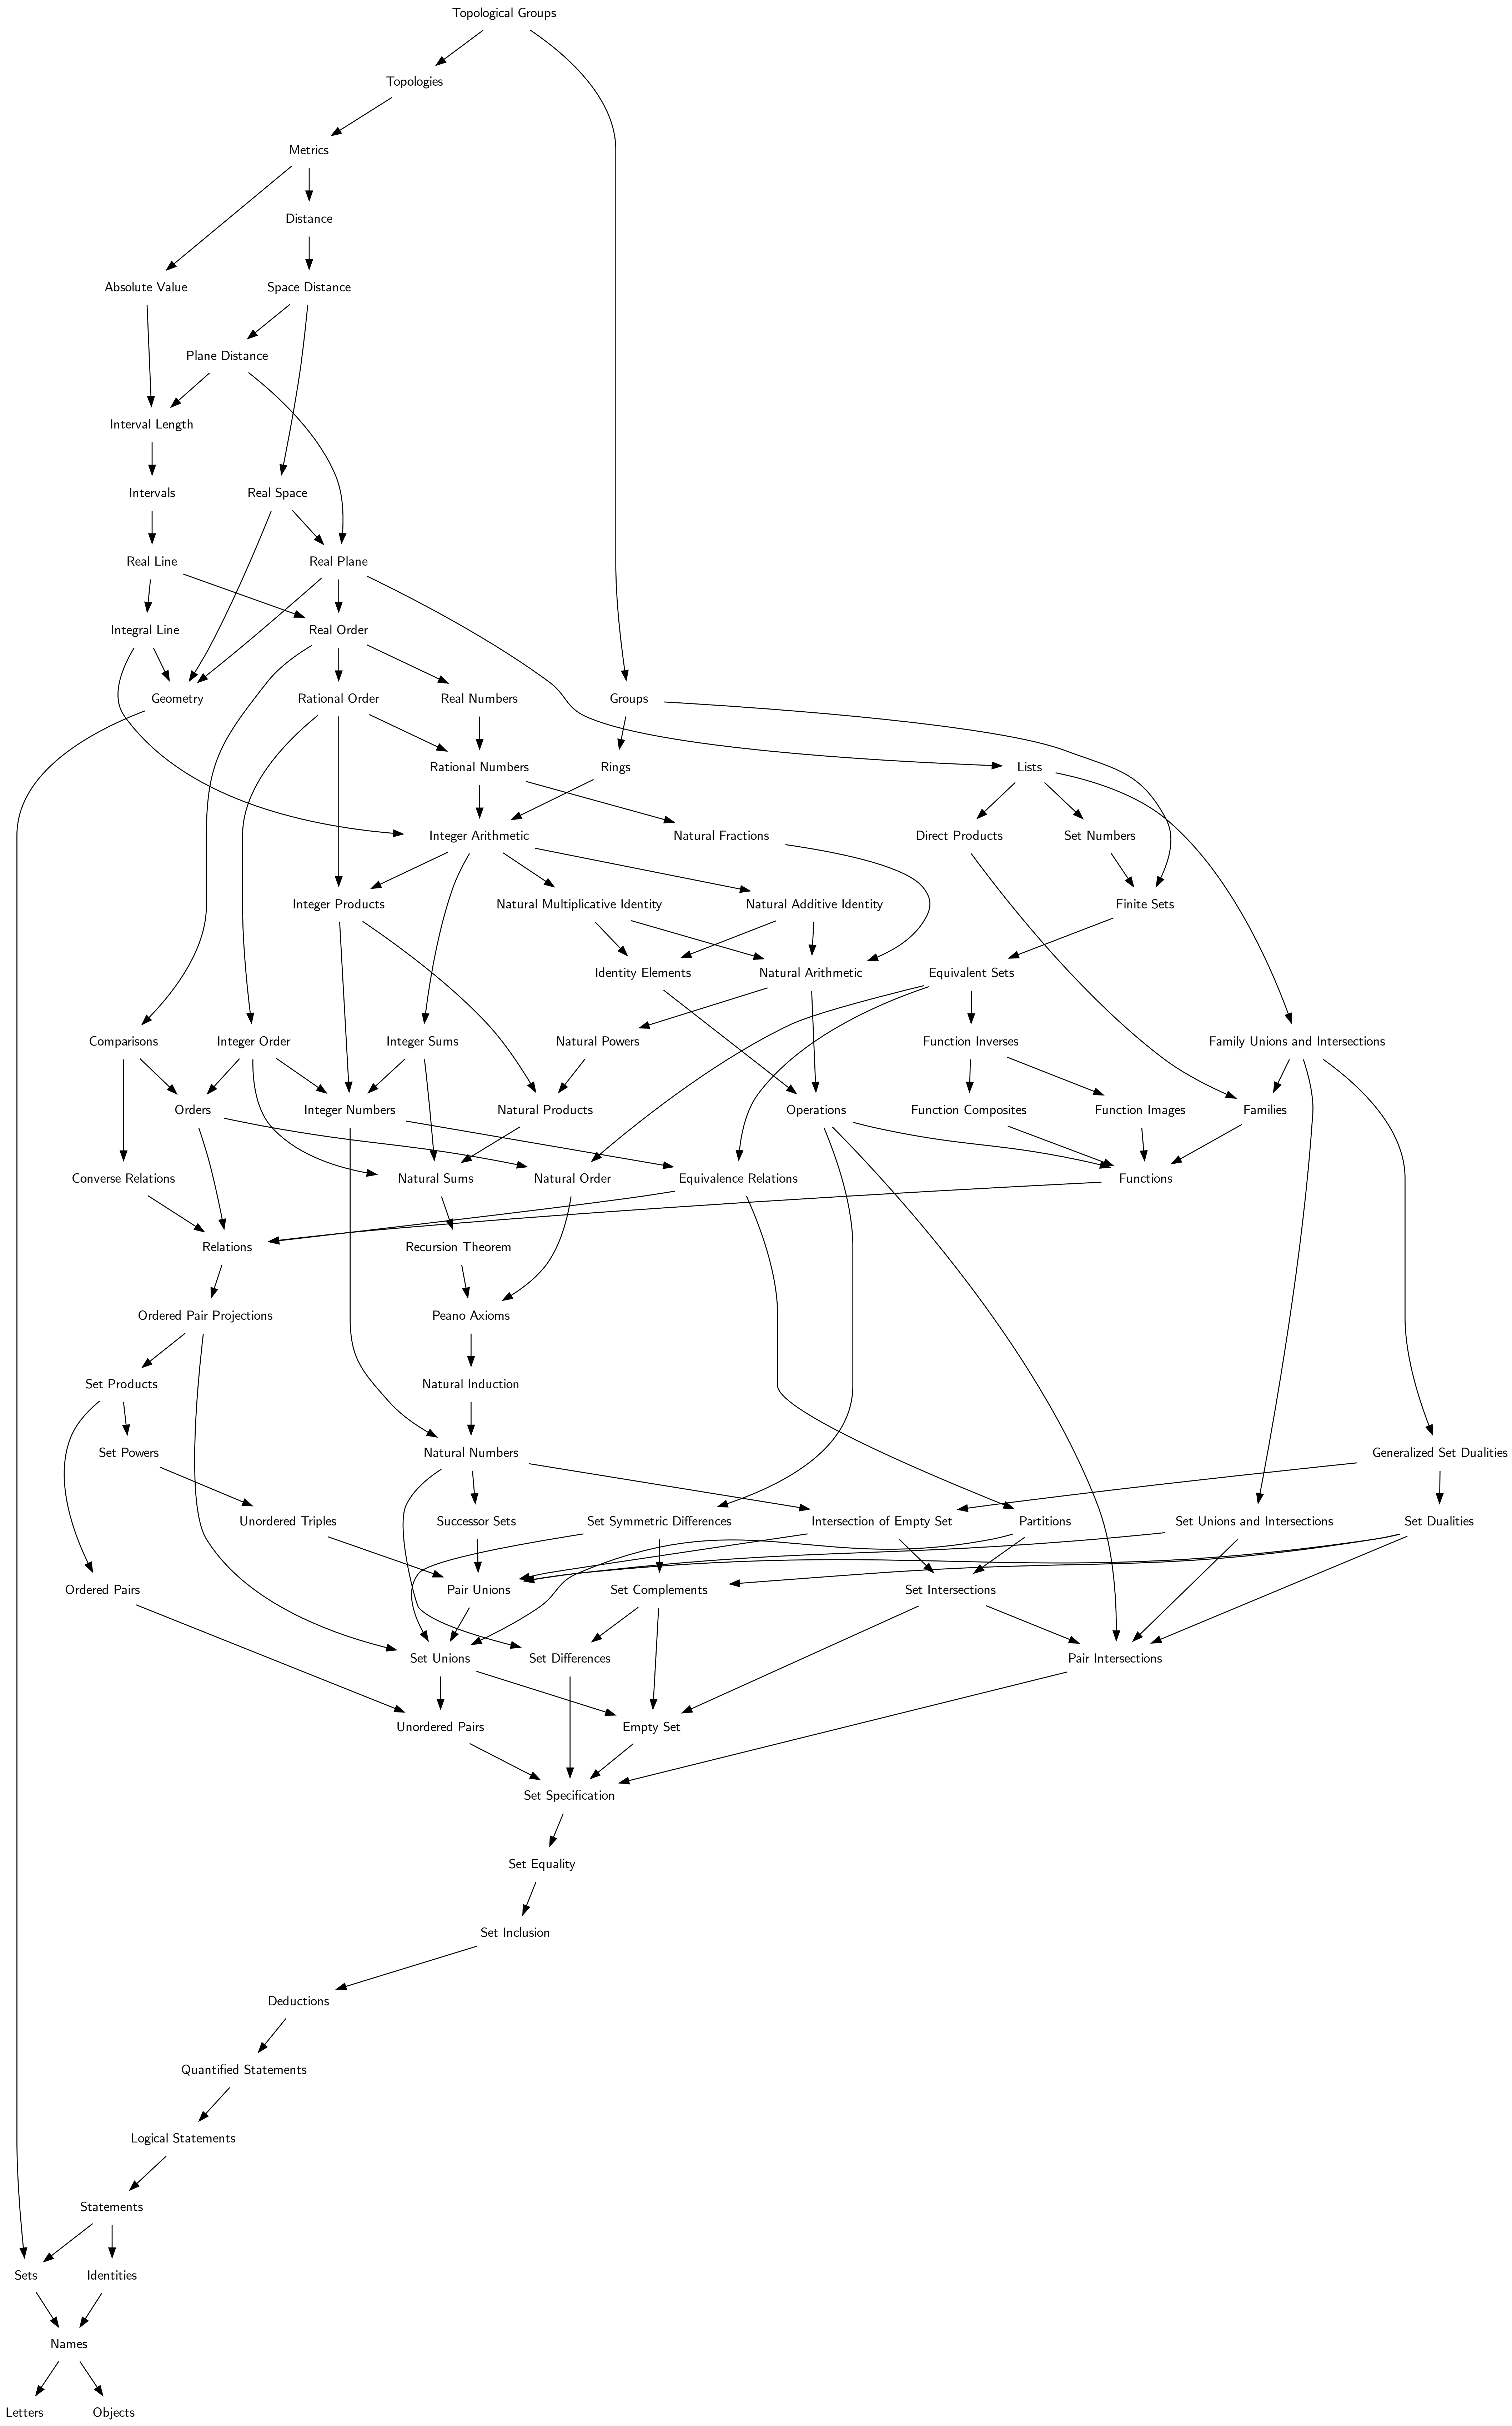 Topological Groups
Topologies
Metrics
Distance
Absolute Value
Space Distance
Plane Distance
Interval Length
Intervals
Real Space
Real Line
Real Plane
Integral Line
Real Order
Geometry
Rational Order
Real Numbers
Groups
Rational Numbers
Rings
Lists
Integer Arithmetic
Natural Fractions
Direct Products
Set Numbers
Integer Products
Natural Multiplicative Identity
Natural Additive Identity
Finite Sets
Identity Elements
Natural Arithmetic
Equivalent Sets
Comparisons
Integer Order
Integer Sums
Natural Powers
Function Inverses
Family Unions and Intersections
Orders
Integer Numbers
Natural Products
Operations
Function Composites
Function Images
Families
Converse Relations
Natural Sums
Natural Order
Equivalence Relations
Functions
Relations
Recursion Theorem
Ordered Pair Projections
Peano Axioms
Set Products
Natural Induction
Set Powers
Natural Numbers
Generalized Set Dualities
Unordered Triples
Successor Sets
Set Symmetric Differences
Intersection of Empty Set
Partitions
Set Unions and Intersections
Set Dualities
Ordered Pairs
Pair Unions
Set Complements
Set Intersections
Set Unions
Set Differences
Pair Intersections
Unordered Pairs
Empty Set
Set Specification
Set Equality
Set Inclusion
Deductions
Quantified Statements
Logical Statements
Statements
Sets
Identities
Names
Letters
Objects